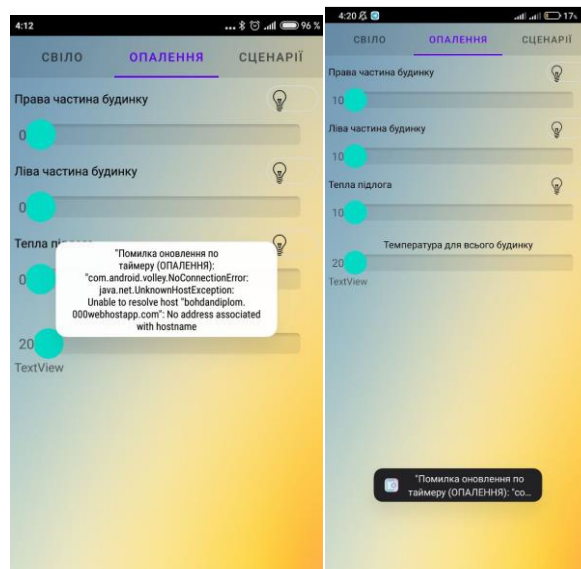 4:12
96 %
СВІЛО ОПАЛЕННЯ СЦЕНАРІЇ
Права частина будинку
0
Ліва частина будинку
0
Тепла
0
"Помилка оновлення по
таймеру (ОПАЛЕННЯ):
"com.android.volley.NoConnectionError:
java.net.UnknownHostException:
Unable to resolve host "bohdandiplom.
000webhostapp.com": No address associated
with hostname
20
TextView
4:20
17
СВІЛО ОПАЛЕННЯ СЦЕНАРІЇ
Права частина будинку
10
Ліва частина будинку
10
Тепла підлога
10
Температура для всього будинку
20
TextView
"Помилка оновлення по
таймеру (ОПАЛЕННЯ): "co...